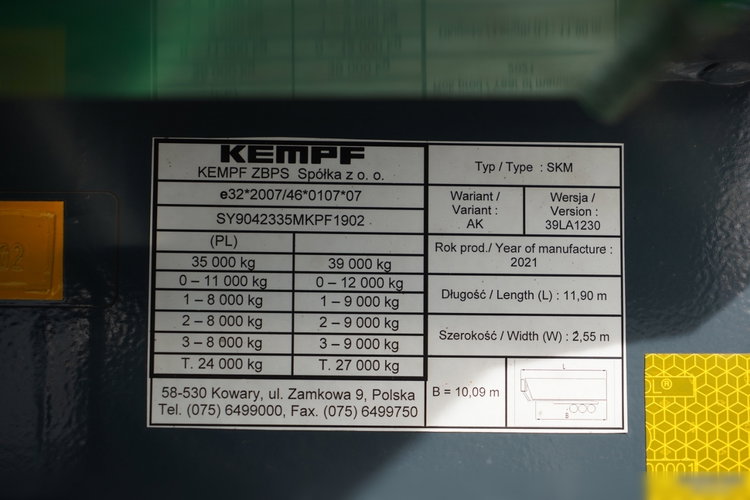 KEMPF
KEMPF ZBPS Spółka z o. o.
e32*2007/46*0107*07
SY9042335MKPF1902
(PL)
35 000 kg 39 000 kg
0 – 11 000 kg 0 – 12 000 kg
1 – 8 000 kg 1 – 9 000 kg
2 – 8 000 kg 2 – 9 000 kg
3 – 8 000 kg 3 – 9 000 kg
T. 24 000 kg T. 27 000 kg
58-530 Kowary, ul. Zamkowa 9, Polska
Tel. (075) 6499000, Fax. (075) 6499750
Typ / Type : SKM
Wariant /
Variant :
AK
Wersja /
Version :
39LA1230
Rok prod./ Year of manufacture :
2021
Długość / Length (L) : 11,90 m
Szerokość / Width (W) : 2,55 m
B = 10,09 m
L
B